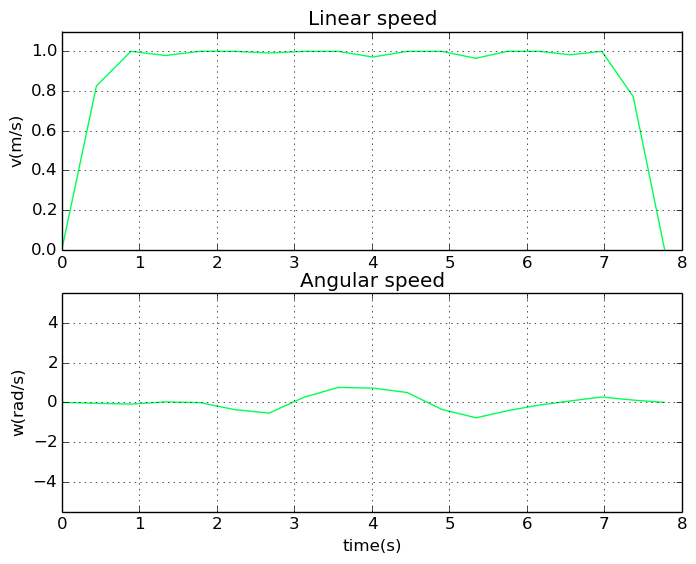 Linear speed
1.0
0.8
0.6
0.4
0.2
0.0
v(m/s)
0 1 2 3 4 5 6 7 8
Angular speed
4
2
0
−2
−4
w(rad/s)
0 1 2 3 4 5 6 7 8
time(s)